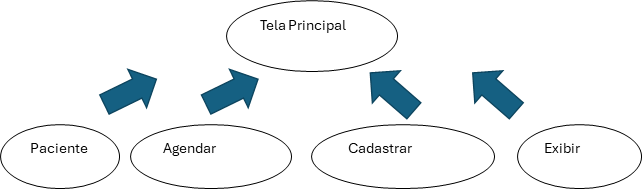 Tela Principal
Paciente
Agendar
Cadastrar
Exibir